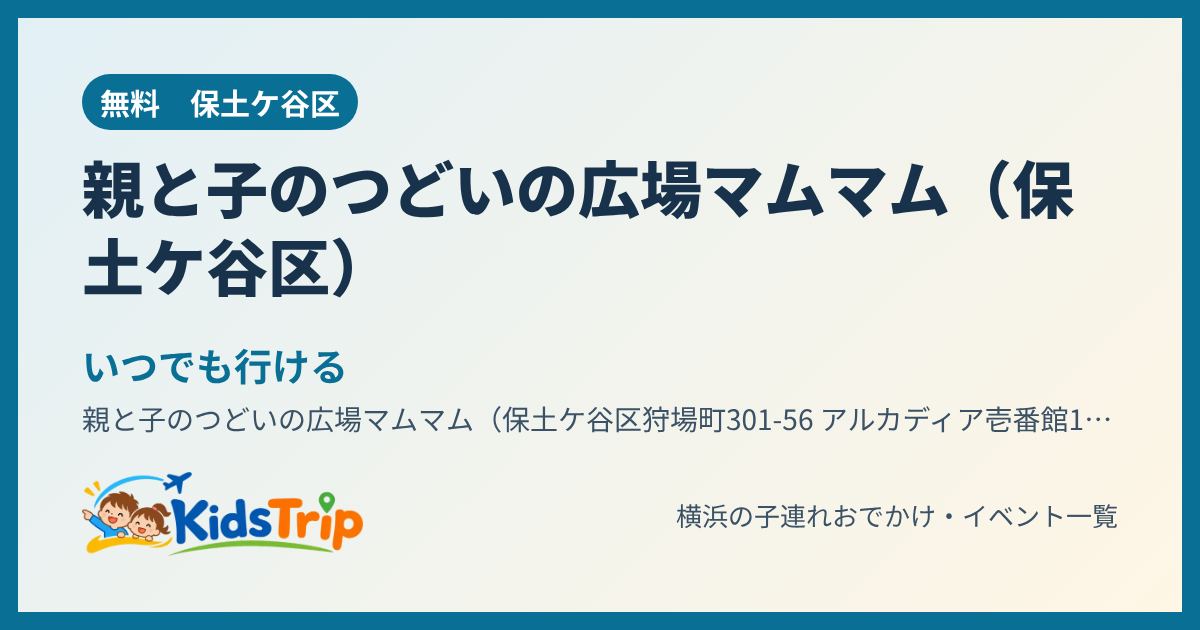 無料　保土ケ谷区
親と子のつどいの広場マムマム（保
土ケ谷区）
いつでも行ける
親と子のつどいの広場マムマム（保土ケ谷区狩場町301-56 アルカディア壱番館1…
KidsTrip
横浜の子連れおでかけ・イベント一覧